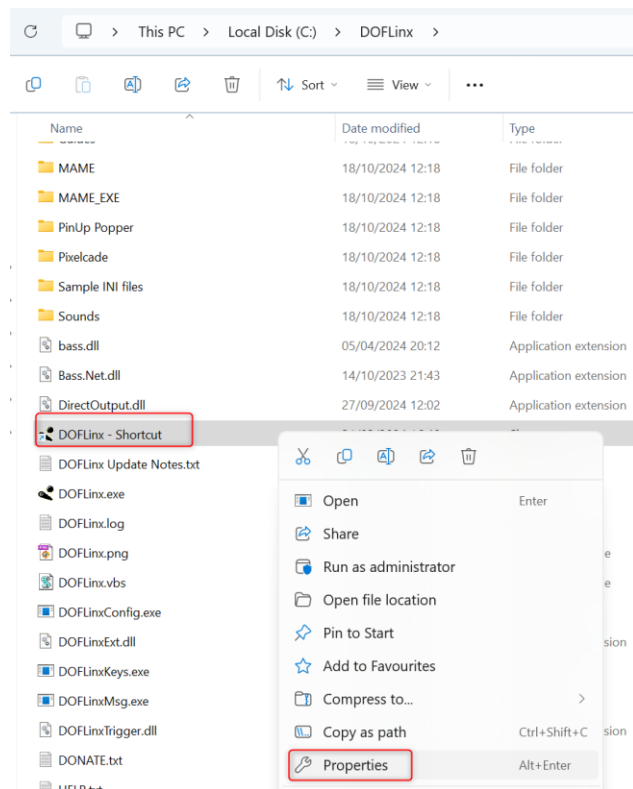 This PC > Local Disk (C:) > DOFLinx >
Sort View ...
Name Date modified Type
MAME 18/10/2024 12:18 File folder
MAME_EXE 18/10/2024 12:18 File folder
PinUp Popper 18/10/2024 12:18 File folder
Pixelcade 18/10/2024 12:18 File folder
Sample INI files 18/10/2024 12:18 File folder
Sounds 18/10/2024 12:18 File folder
bass.dll 05/04/2024 20:12 Application extension
Bass.Net.dll 14/10/2023 21:43 Application extension
DirectOutput.dll 27/09/2024 12:02 Application extension
DOFLinx - Shortcut
DOFLinx Update Notes.txt
DOFLinx.exe
Open Enter
DOFLinx.log
Share
DOFLinx.png
e
DOFLinx.vbs
Run as administrator
e
DOFLinxConfig.exe
Open file location
DOFLinxExt.dll
Pin to Start
sion
DOFLinxKeys.exe
Add to Favourites
DOFLinxMsg.exe
Compress to... >
DOFLinxTrigger.dll
Copy as path Ctrl+Shift+C sion
DONATE.txt
Properties Alt+Enter